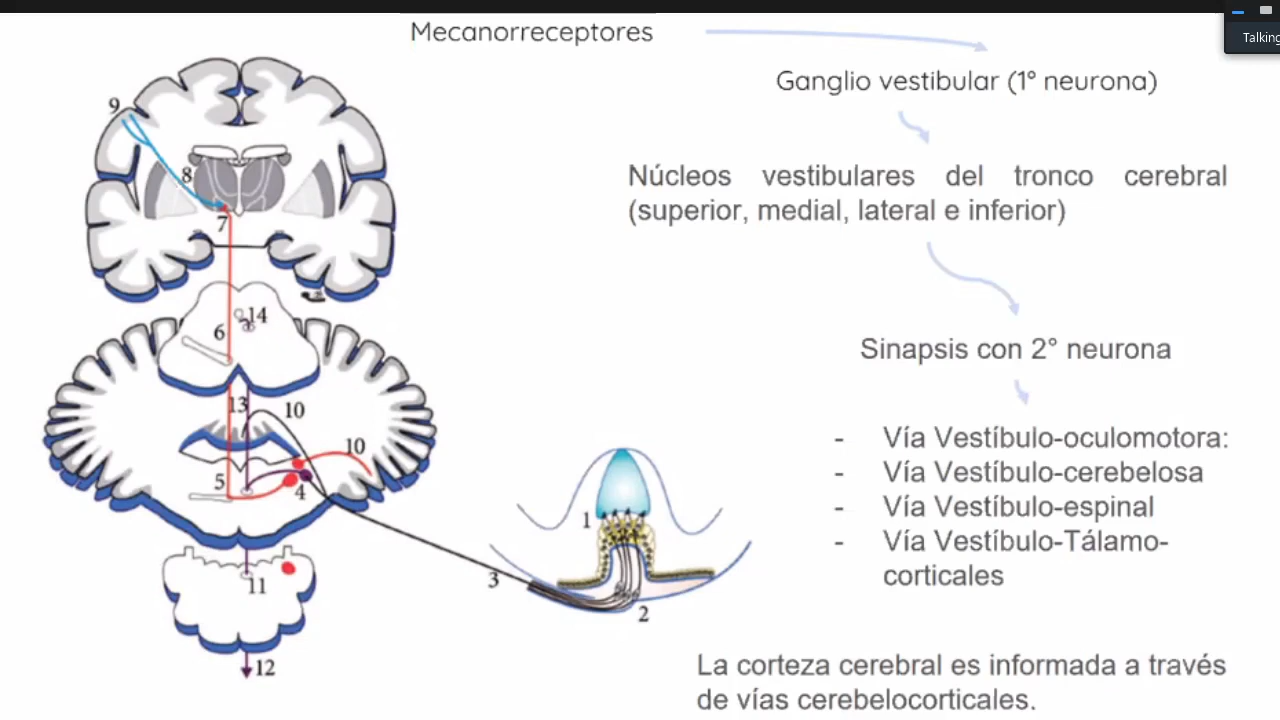 Mecanorreceptores
Talking
Ganglio vestibular (1° neurona)
Núcleos vestibulares del tronco cerebral
(superior, medial, lateral e inferior)
Sinapsis con 2° neurona
- Vía Vestíbulo-oculomotora:
- Vía Vestíbulo-cerebelosa
- Vía Vestíbulo-espinal
- Vía Vestíbulo-Tálamo-
corticales
La corteza cerebral es informada a través
de vías cerebelocorticales.
9
8
7
14
6
13
10
10
5
4
1
3
2
11
12